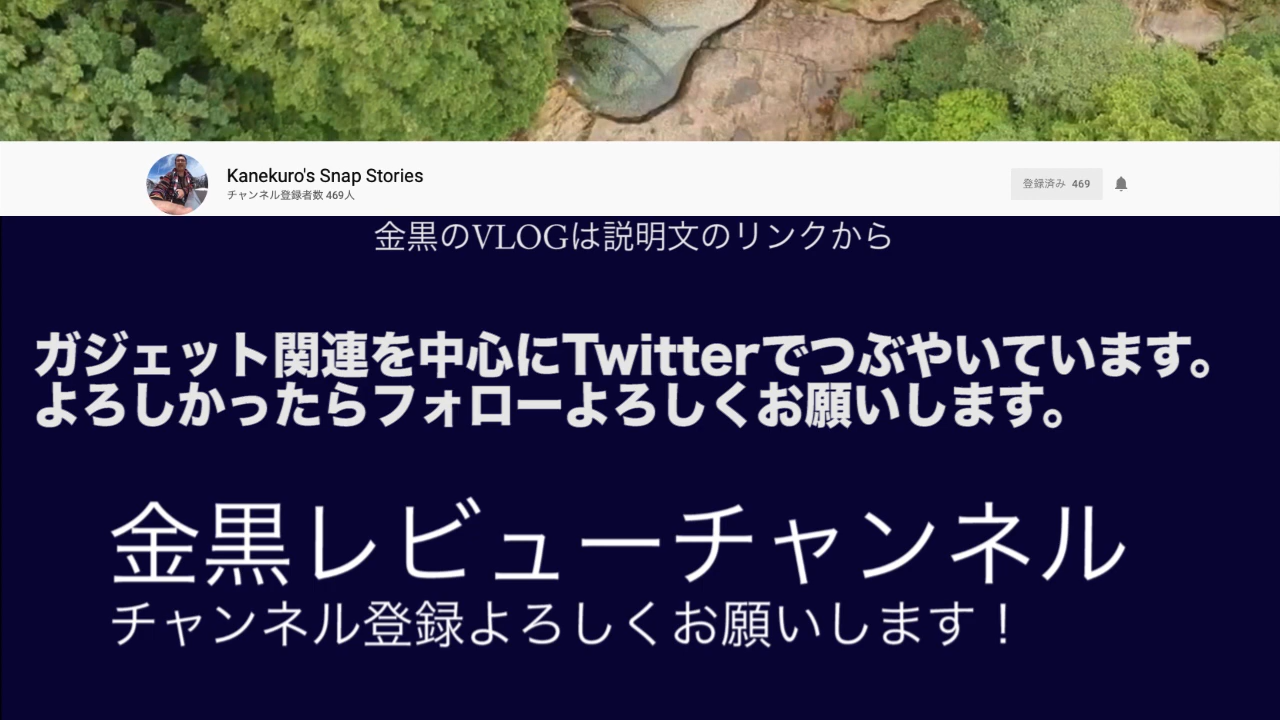 Kanekuro's Snap Stories
チャンネル登録者数 469人
登録済み 469
金黒のVLOGは説明文のリンクから
ガジェット関連を中心にTwitterでつぶやいています。
よろしかったらフォローよろしくお願いします。
金黒レビューチャンネル
チャンネル登録よろしくお願いします！